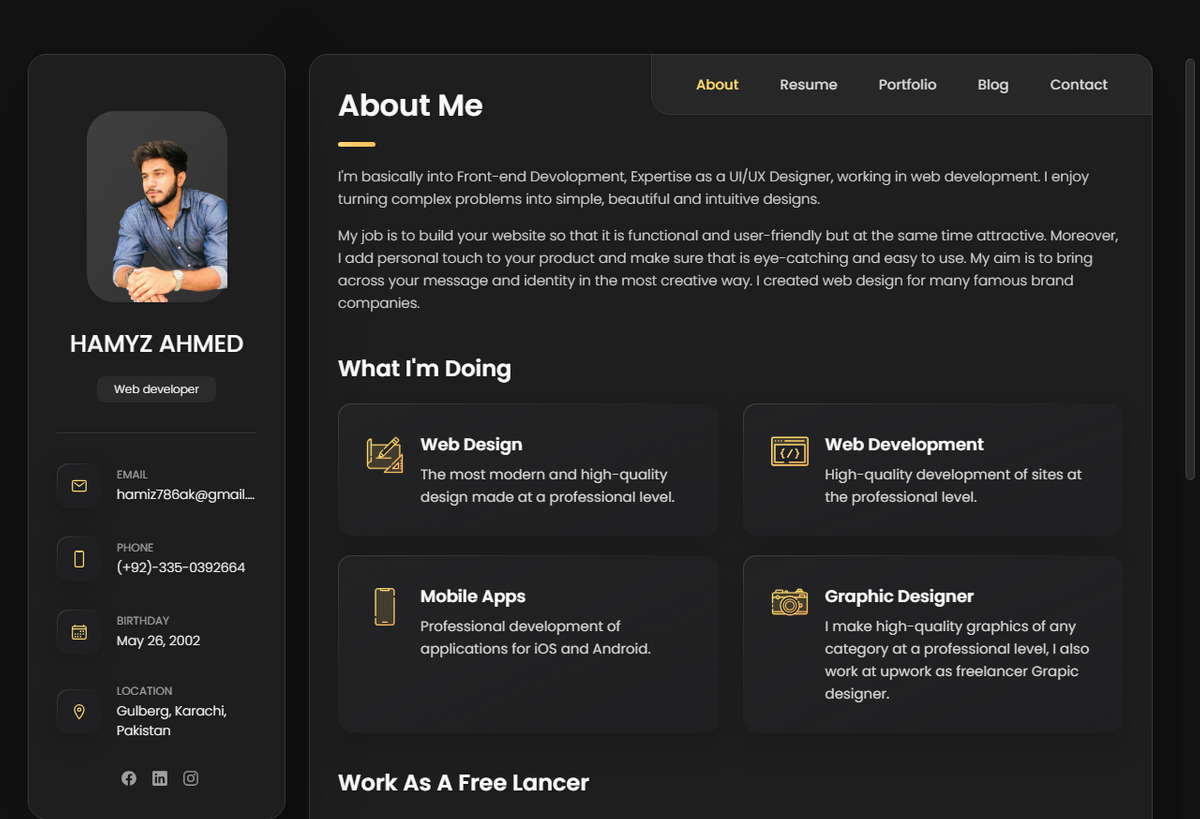 About
Resume
Portfolio
Blog
Contact
HAMYZ AHMED
Web developer
EMAIL
hamiz786ak@gmail....
PHONE
(+92)-335-0392664
BIRTHDAY
May 26, 2002
LOCATION
Gulberg, Karachi,
Pakistan
About Me
I'm basically into Front-end Devolopment, Expertise as a UI/UX Designer, working in web development. I enjoy
turning complex problems into simple, beautiful and intuitive designs.
My job is to build your website so that it is functional and user-friendly but at the same time attractive. Moreover,
I add personal touch to your product and make sure that is eye-catching and easy to use. My aim is to bring
across your message and identity in the most creative way. I created web design for many famous brand
companies.
What I'm Doing
Web Design
The most modern and high-quality
design made at a professional level.
Web Development
High-quality development of sites at
the professional level.
Mobile Apps
Professional development of
applications for iOS and Android.
Graphic Designer
I make high-quality graphics of any
category at a professional level, I also
work at upwork as freelancer Grapic
designer.
Work As A Free Lancer